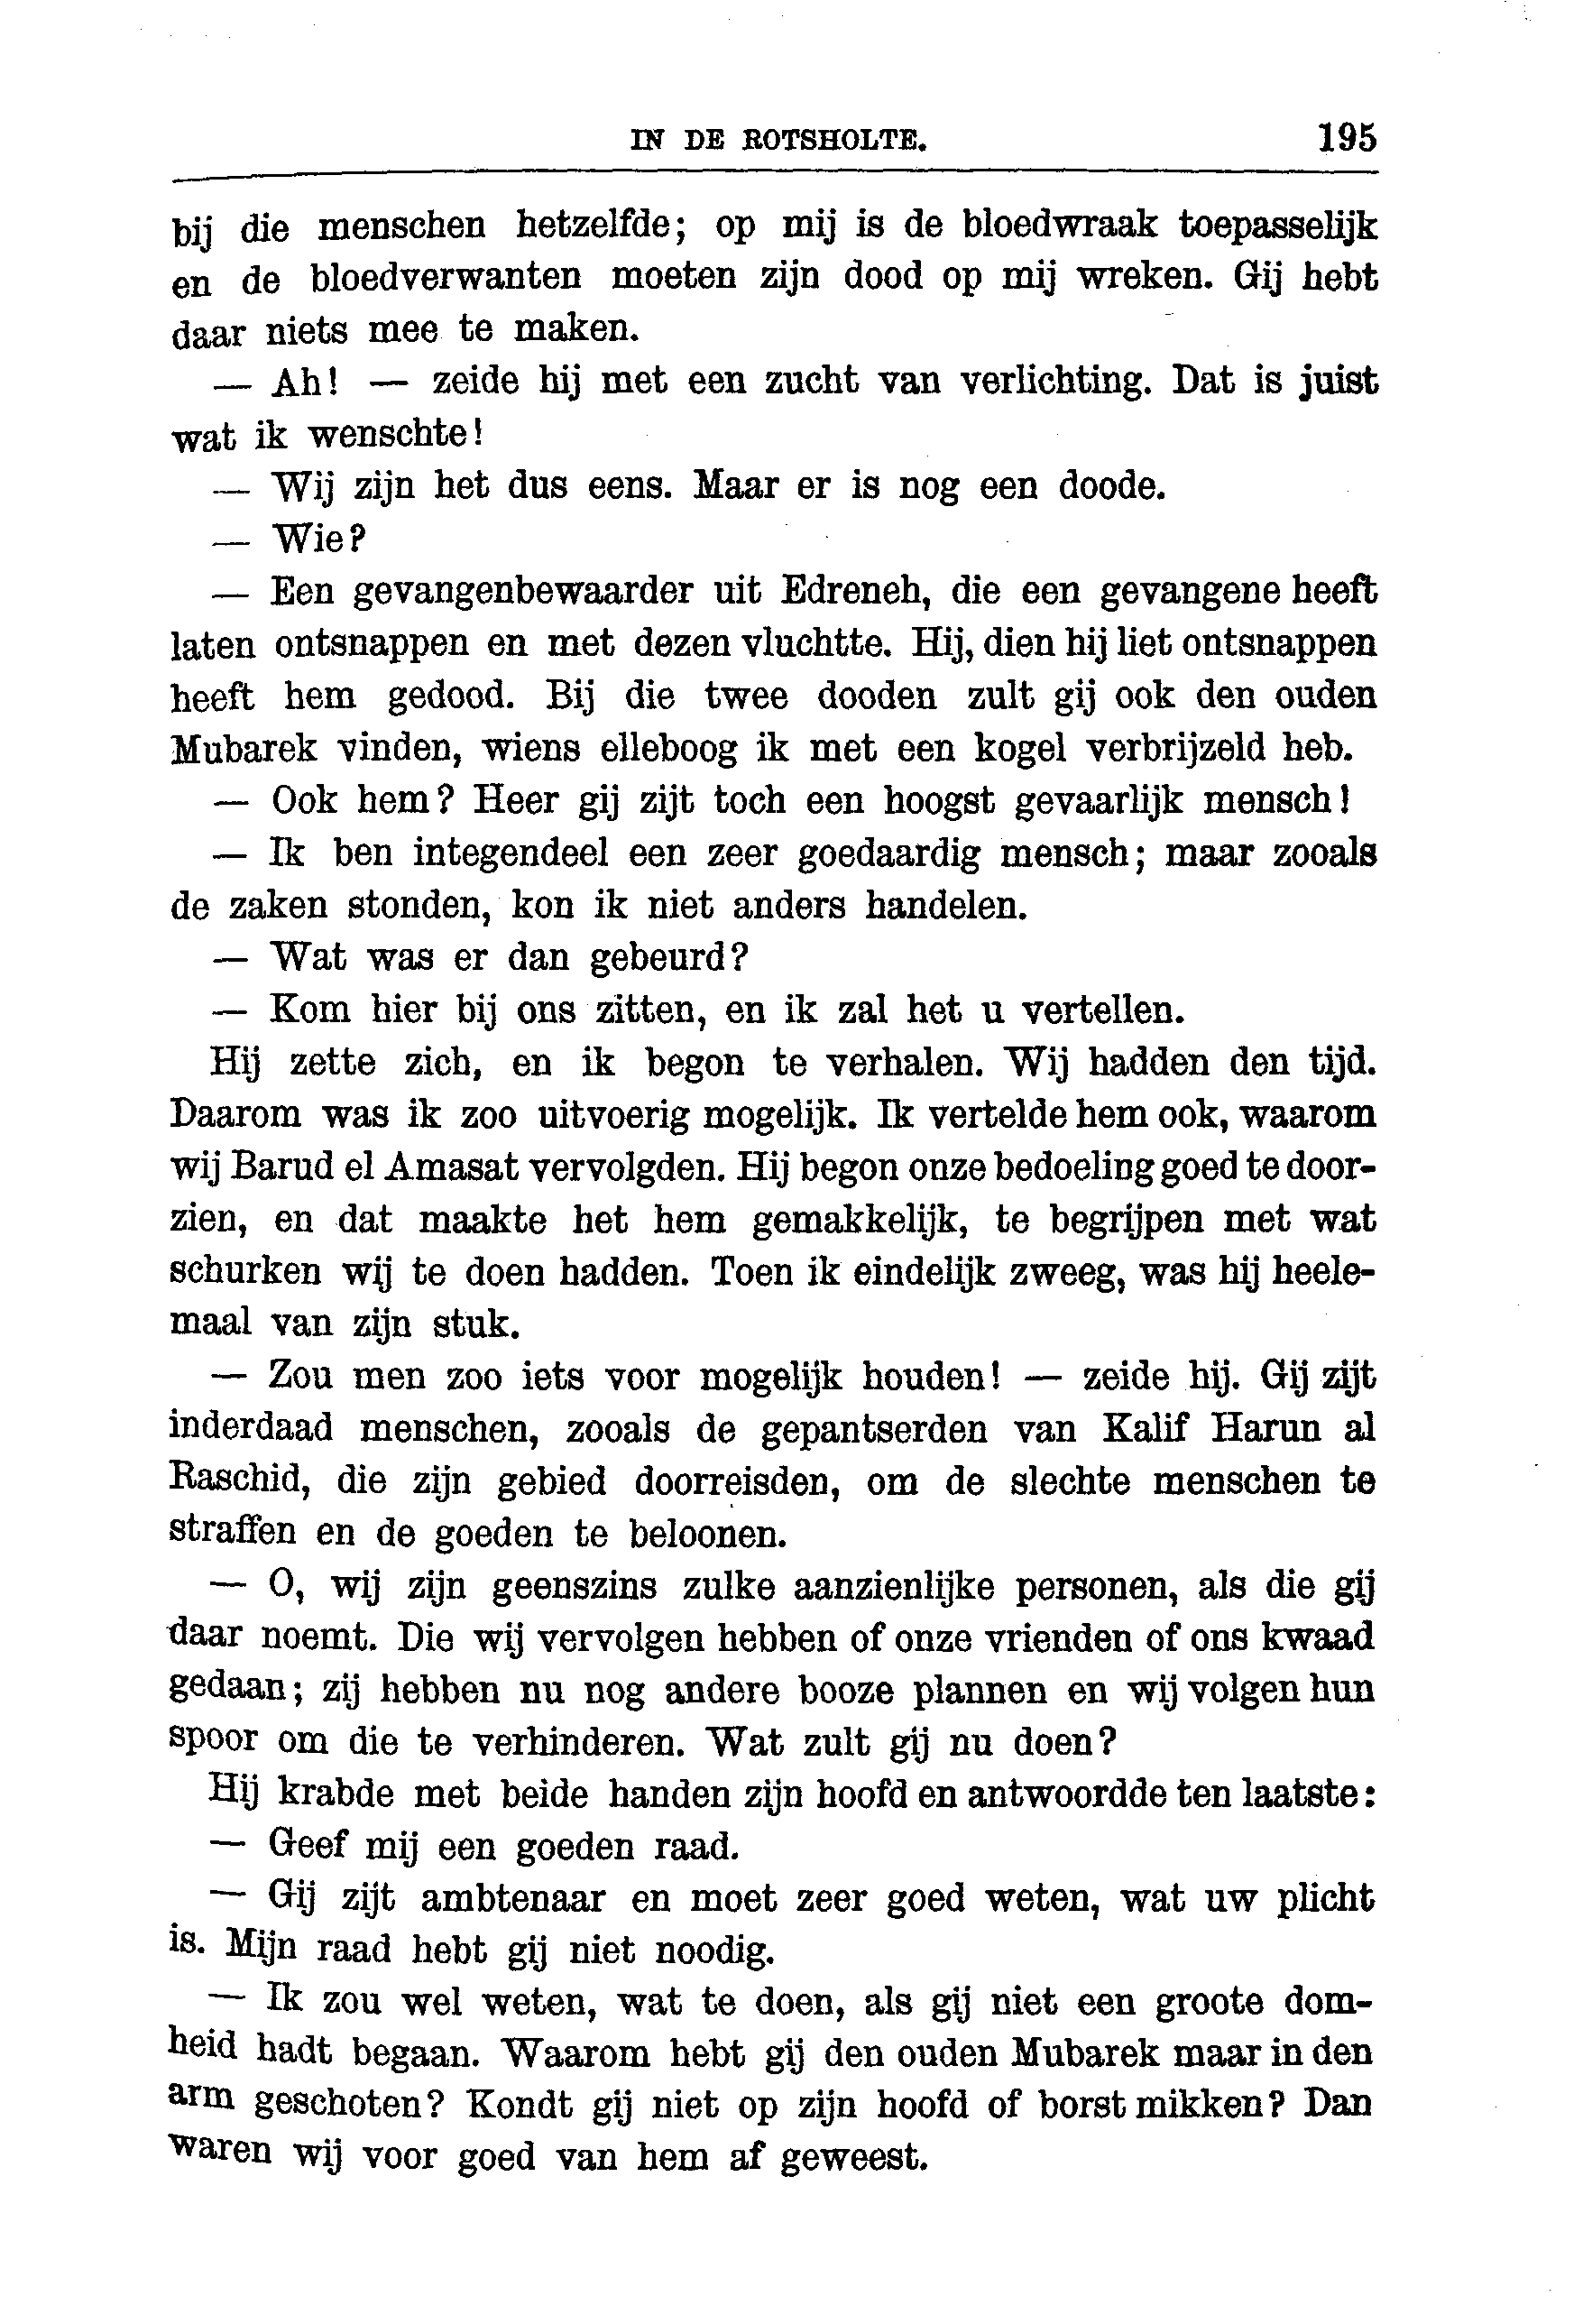 IN DE ROTSHOLTE. 195
bij die menschen hetzelfde; op mij is de bloedwraak toepasselijk
en de bloedverwanten moeten zijn dood op mij wreken. Gij hebt
daar niets mee te maken.
— Ah! — zeide hij met een zucht van verlichting. Dat is juist
wat ik wenschte!
— Wij zijn het dus eens. Maar er is nog een doode.
— Wie?
— Een gevangenbewaarder uit Edreneh, die een gevangene heeft
laten ontsnappen en met dezen vluchtte. Hij, dien hij liet ontsnappen
heeft hem gedood. Bij die twee dooden zult gij ook den ouden
Mubarek vinden, wiens elleboog ik met een kogel verbrijzeld heb.
— Ook hem? Heer gij zijt toch een hoogst gevaarlijk mensch!
— Ik ben integendeel een zeer goedaardig mensch; maar zooals
de zaken stonden, kon ik niet anders handelen.
— Wat was er dan gebeurd?
— Kom hier bij ons zitten, en ik zal het u vertellen.
Hij zette zich, en ik begon te verhalen. Wij hadden den tijd.
Daarom was ik zoo uitvoerig mogelijk. Ik vertelde hem ook, waarom
wij Barud el Amasat vervolgden. Hij begon onze bedoeling goed te door-
zien, en dat maakte het hem gemakkelijk, te begrijpen met wat
schurken wij te doen hadden. Toen ik eindelijk zweeg, was hij heele-
maal van zijn stuk.
— Zou men zoo iets voor mogelijk houden! — zeide hij. Gij zijt
inderdaad menschen, zooals de gepantserden van Kalif Harun al
Raschid, die zijn gebied doorreisden, om de slechte menschen te
straffen en de goeden te beloonen.
— O, wij zijn geenszins zulke aanzienlijke personen, als die gij
daar noemt. Die wij vervolgen hebben of onze vrienden of ons kwaad
gedaan; zij hebben nu nog andere booze plannen en wij volgen hun
spoor om die te verhinderen. Wat zult gij nu doen?
Hij krabde met beide handen zijn hoofd en antwoordde ten laatste:
— Geef mij een goeden raad.
— Gij zijt ambtenaar en moet zeer goed weten, wat uw plicht
is. Mijn raad hebt gij niet noodig.
— Ik zou wel weten, wat te doen, als gij niet een groote dom-
heid hadt begaan. Waarom hebt gij den ouden Mubarek maar in den
arm geschoten? Kondt gij niet op zijn hoofd of borst mikken? Dan
waren wij voor goed van hem af geweest.